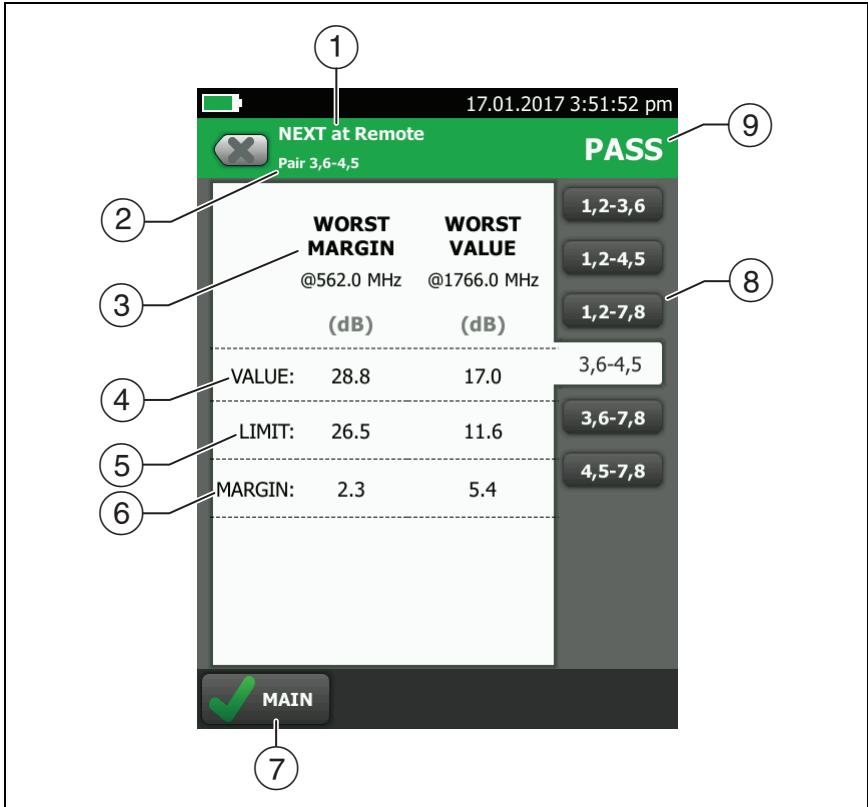 1
17.01.2017 3:51:52 pm
NEXT at Remote
PASS
9
Pair 3,6-4,5
2
WORST MARGIN
WORST VALUE
@562.0 MHz
@1766.0 MHz
(dB)
(dB)
3
1,2-3,6
1,2-4,5
1,2-7,8
8
3,6-4,5
3,6-7,8
4,5-7,8
4
VALUE: 28.8 17.0
5
LIMIT: 26.5 11.6
6
MARGIN: 2.3 5.4
MAIN
7